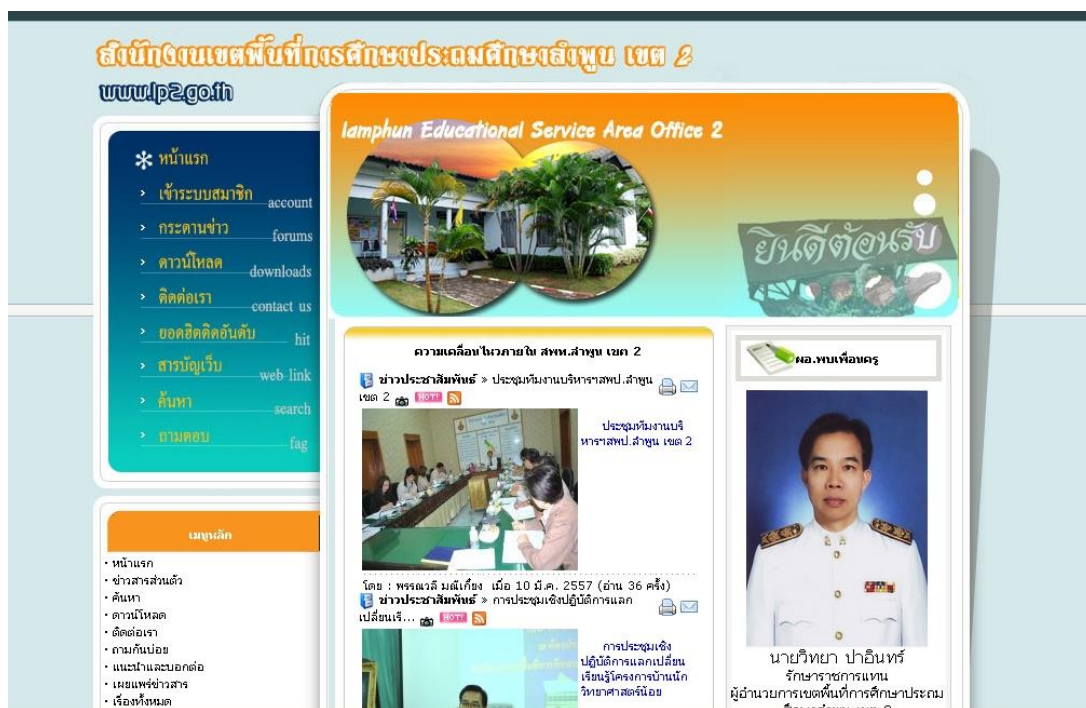 สำนักงานเขตพื้นที่การศึกษาประถมศึกษาลำพูน เขต 2
www.lp2.go.th
lamphun Educational Service Area Office 2
ยินดีต้อนรับ
หน้าแรก
เข้าระบบสมาชิก account
กระดานข่าว forums
ดาวน์โหลด downloads
ติดต่อเรา contact us
ยอดฮิตติดอันดับ hit
สารบัญเว็บ web-link
ค้นหา search
ถามตอบ fag
เมนูหลัก
· หน้าแรก
· ข่าวสารส่วนตัว
· ค้นหา
· ดาวน์โหลด
· ติดต่อเรา
· ถามกันบ่อย
· แนะนำและบอกต่อ
· เผยแพร่ข่าวสาร
· เรื่องทั้งหมด
ความเคลื่อนไหวภายใน สพท.ลำพูน เขต 2
ข่าวประชาสัมพันธ์ » ประชุมทีมงานบริหารฯสพป.ลำพูน
เขต 2 HOT!
ประชุมทีมงานบริ
หารฯสพป.ลำพูน เขต 2
โดย : พรรณวลี มณีเกี๋ยง เมื่อ 10 มี.ค. 2557 (อ่าน 36 ครั้ง)
ข่าวประชาสัมพันธ์ » การประชุมเชิงปฏิบัติการแลก
เปลี่ยนเรี... HOT!
การประชุมเชิง
ปฏิบัติการแลกเปลี่ยน
เรียนรู้โครงการบ้านนัก
วิทยาศาสตร์น้อย
ผอ.พบเพื่อนครู
นายวิทยา ปาอินทร์
รักษาราชการแทน
ผู้อำนวยการเขตพื้นที่การศึกษาประถม